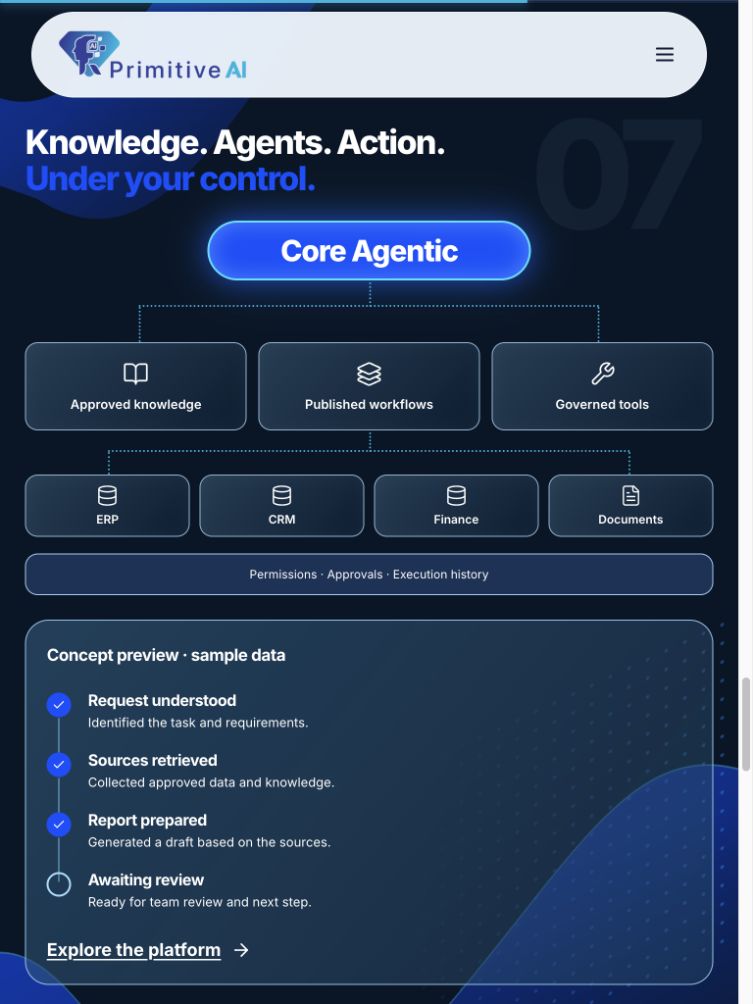 AI
Primitive AI
Knowledge. Agents. Action.
Under your control.
07
Core Agentic
Approved knowledge
Published workflows
Governed tools
ERP
CRM
Finance
Documents
Permissions · Approvals · Execution history
Concept preview · sample data
Request understood
Identified the task and requirements.
Sources retrieved
Collected approved data and knowledge.
Report prepared
Generated a draft based on the sources.
Awaiting review
Ready for team review and next step.
Explore the platform →